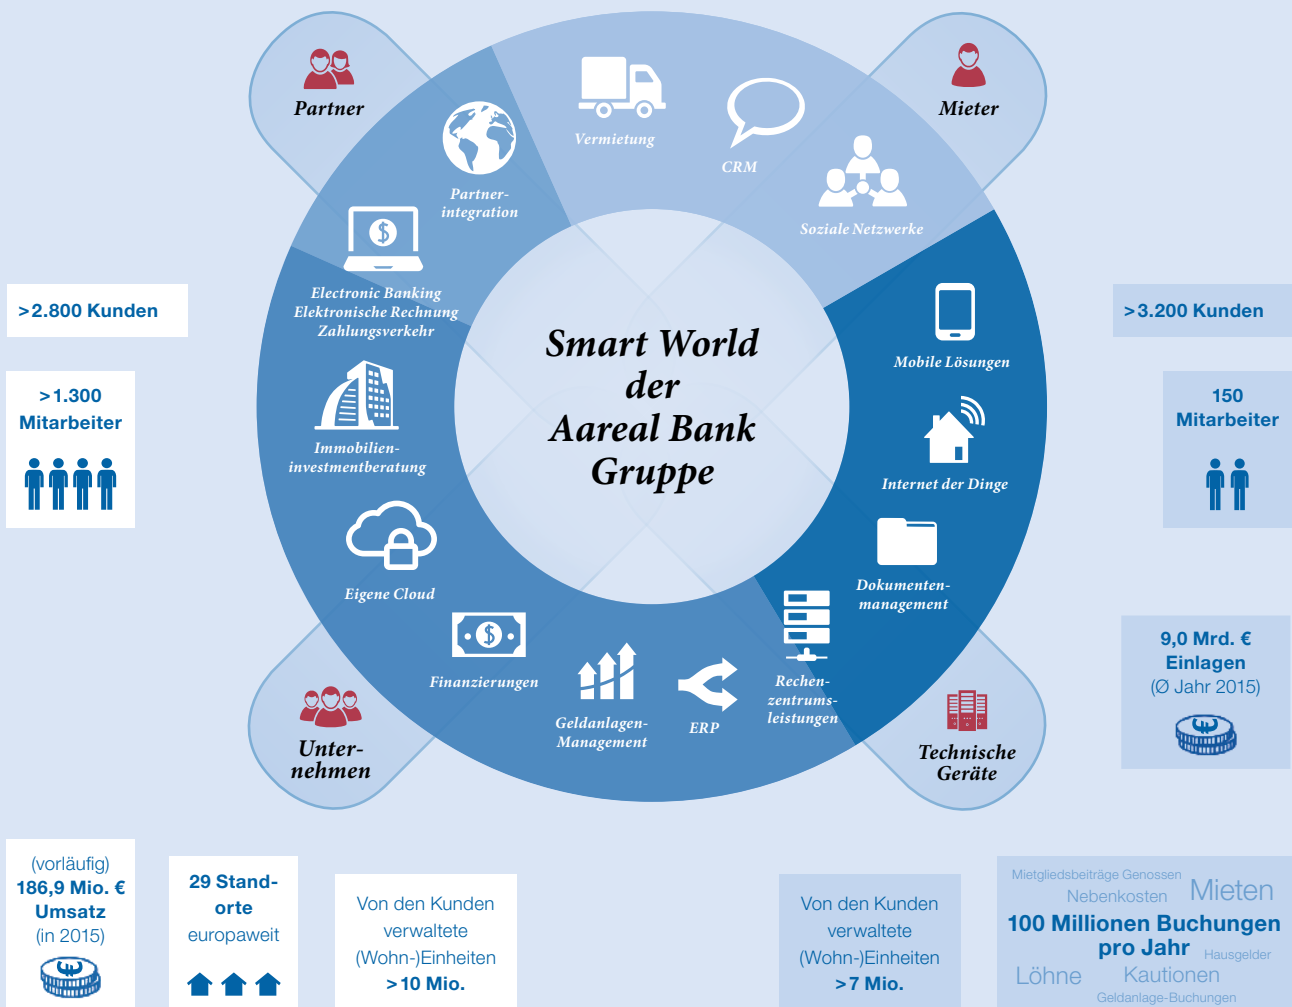 Partner
Mieter
Vermietung
CRM
Soziale Netzwerke
Partner-
integration
Electronic Banking
Elektronische Rechnung
Zahlungsverkehr
Immobilien-
investmentberatung
Eigene Cloud
Finanzierungen
Geldanlagen-
Management
ERP
Rechen-
zentrums-
leistungen
Dokumenten-
management
Internet der Dinge
Mobile Lösungen
Smart World
der
Aareal Bank
Gruppe
Unter-
nehmen
Technische
Geräte
>2.800 Kunden
>1.300
Mitarbeiter
>3.200 Kunden
150
Mitarbeiter
9,0 Mrd. €
Einlagen
(Ø Jahr 2015)
(vorläufig)
186,9 Mio. €
Umsatz
(in 2015)
29 Stand-
orte
europaweit
Von den Kunden
verwaltete
(Wohn-)Einheiten
>10 Mio.
Von den Kunden
verwaltete
(Wohn-)Einheiten
>7 Mio.
Mietgliedsbeiträge Genossen
Nebenkosten Mieten
100 Millionen Buchungen
pro Jahr Hausgelder
Löhne Kautionen
Geldanlage-Buchungen